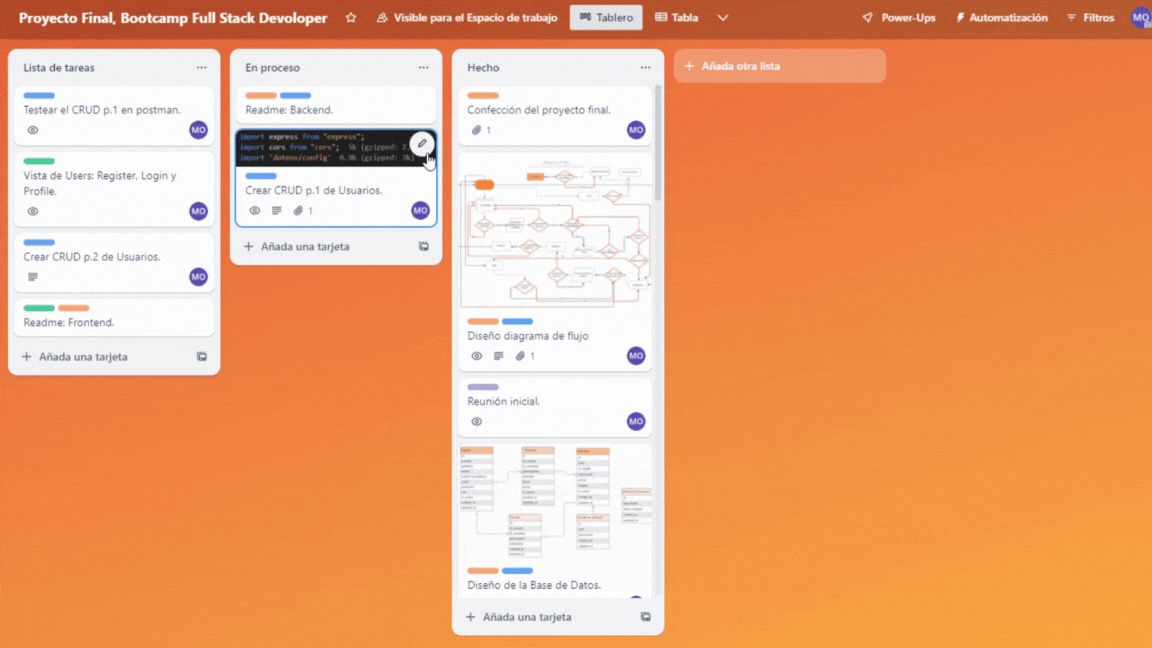 Proyecto Final, Bootcamp Full Stack Devoloper
Visible para el Espacio de trabajo
Tablero
Tabla
Power-Ups
Automatización
Filtros
MO
Lista de tareas
Testear el CRUD p.1 en postman.
MO
Vista de Users: Register, Login y
Profile.
MO
Crear CRUD p.2 de Usuarios.
MO
Readme: Frontend.
Añada una tarjeta
En proceso
Readme: Backend.
import express from "express";
import cors from "cors"; 5k (gzipped: 2
import 'dotenv/config' 6.9k (gzipped: 3k)
Crear CRUD p.1 de Usuarios.
1
MO
Añada una tarjeta
Hecho
Confección del proyecto final.
1
MO
Diseño diagrama de flujo
1
MO
Reunión inicial.
MO
Diseño de la Base de Datos.
Añada una tarjeta
Añada otra lista